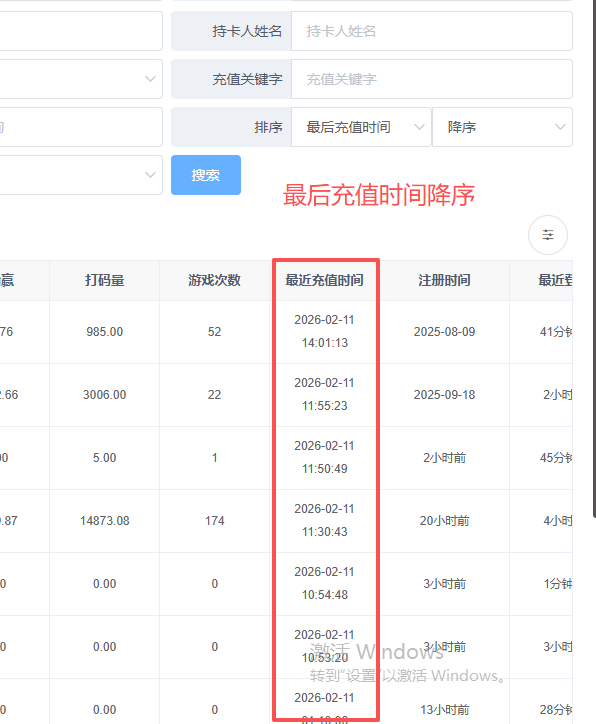 持卡人姓名 持卡人姓名
充值关键字 充值关键字
排序 最后充值时间 降序
搜索
最后充值时间降序
赢 打码量 游戏次数 最近充值时间 注册时间 最近登
76 985.00 52 2026-02-11 14:01:13 2025-08-09 41分钟
.66 3006.00 22 2026-02-11 11:55:23 2025-09-18 2小时
00 5.00 1 2026-02-11 11:50:49 2小时前 45分钟
9.87 14873.08 174 2026-02-11 11:30:43 20小时前 4小时
0 0.00 0 2026-02-11 10:54:48 3小时前 1分钟
0 0.00 0 2026-02-11 10:53:20 3小时前 3小时
激活 Windows
转到“设置”以激活 Windows。
0 0.00 0 2026-02-11 13小时前 28分钟